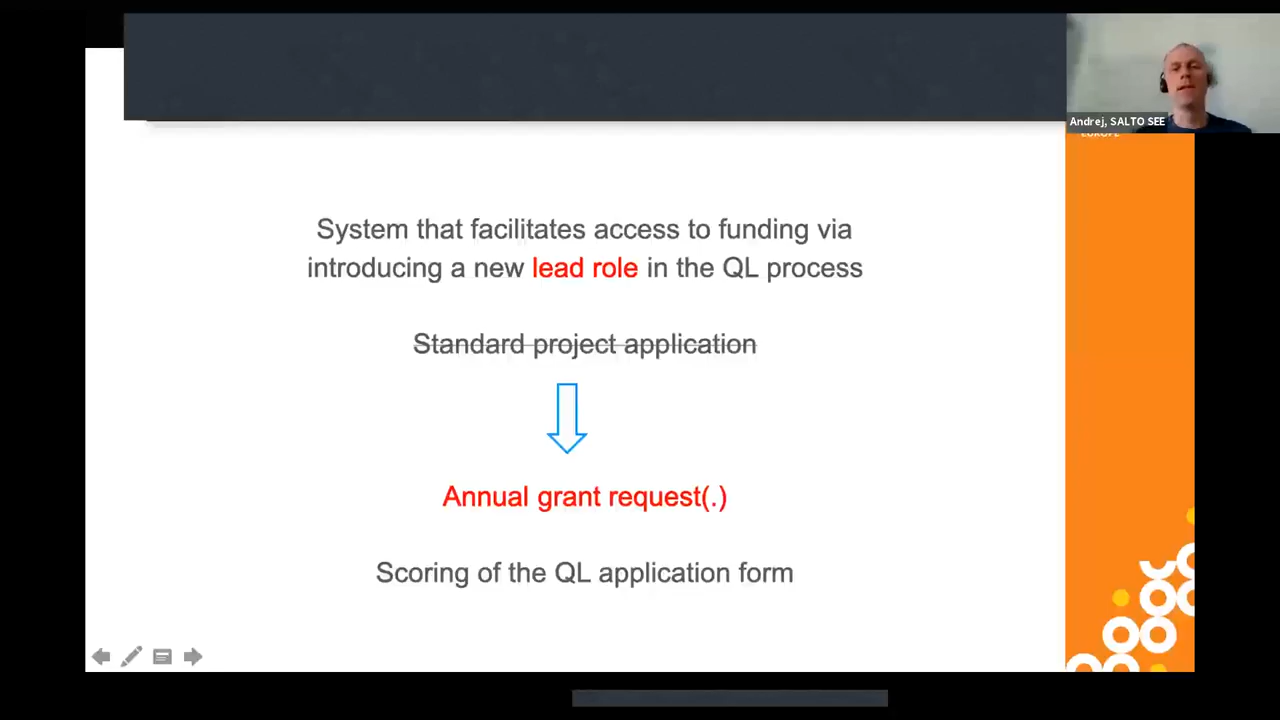 Andrej, SALTO SEE
EUROPE
System that facilitates access to funding via
introducing a new lead role in the QL process
Standard project application
Annual grant request(.)
Scoring of the QL application form